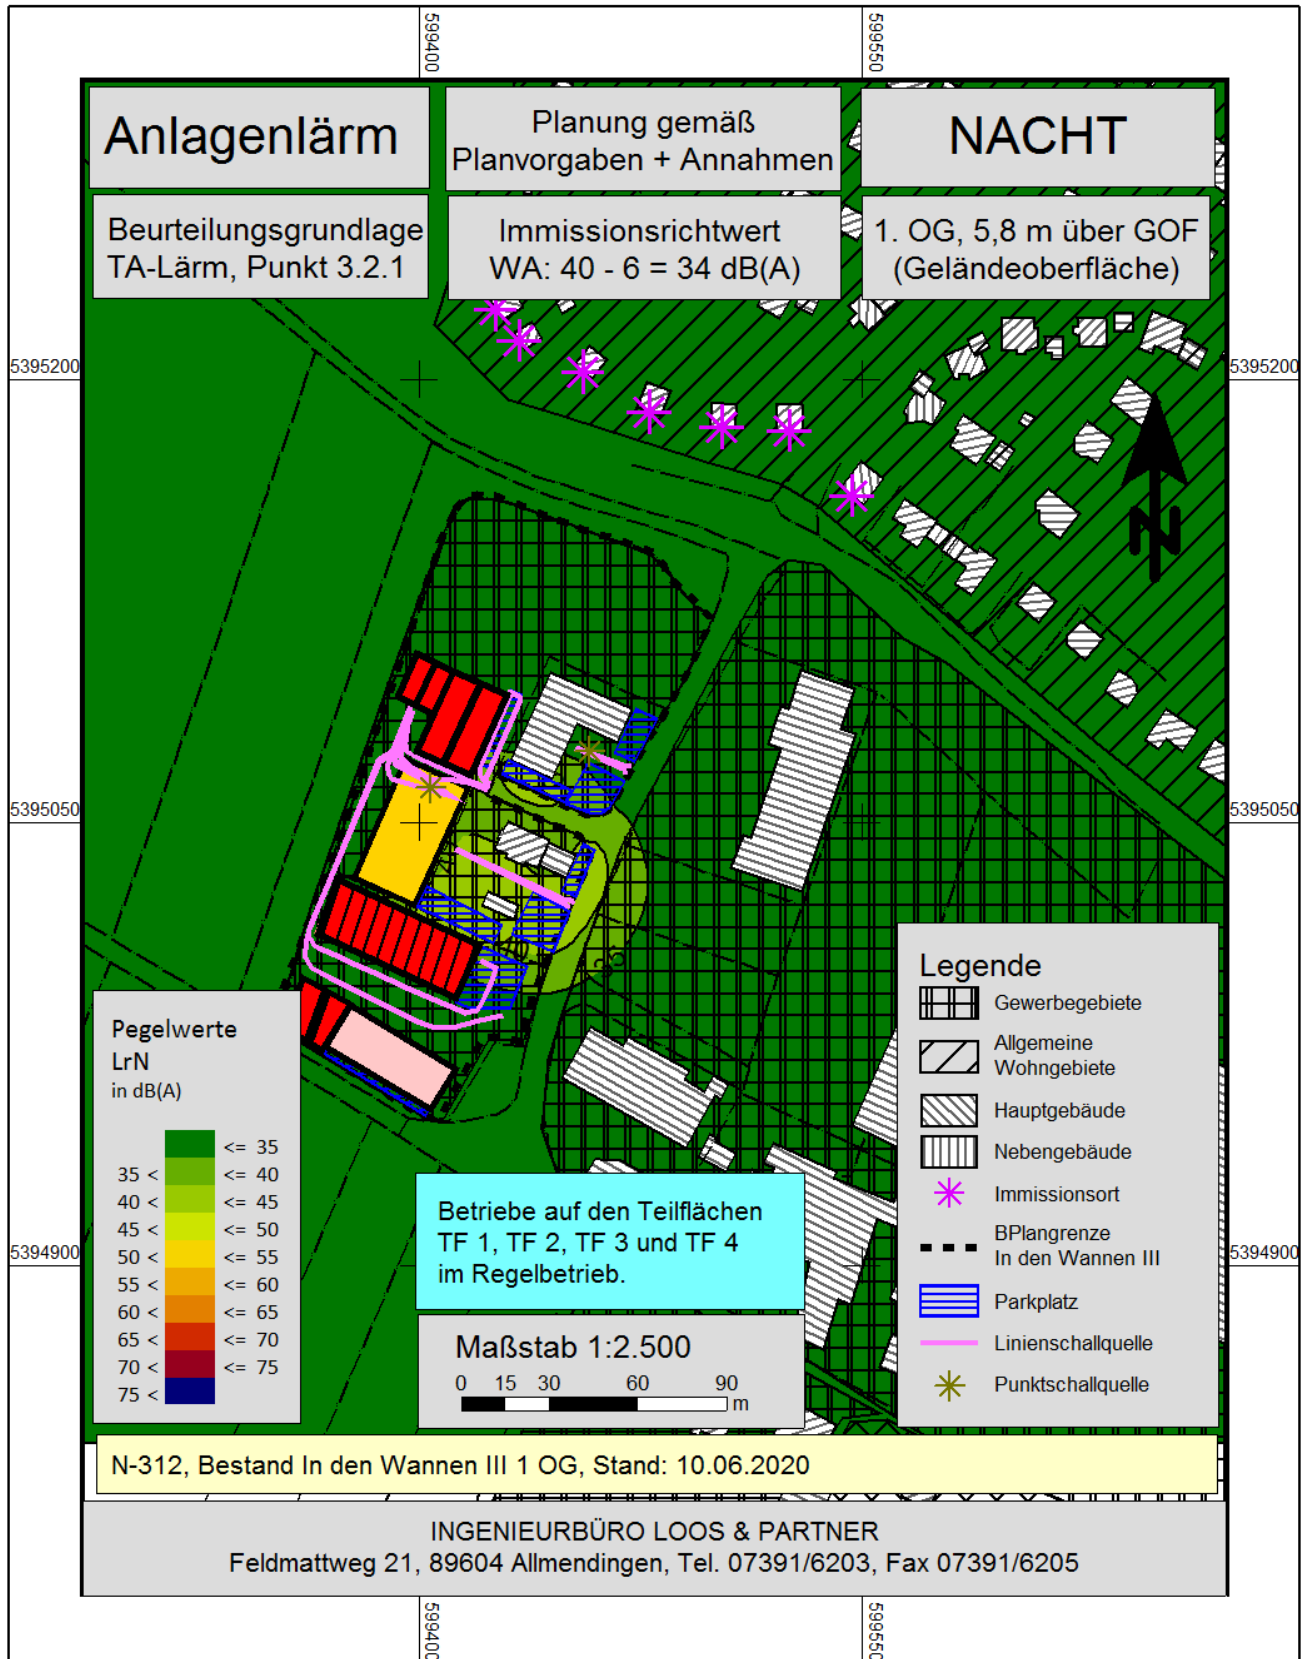 599400
599550
Anlagenlärm
Planung gemäß
Planvorgaben + Annahmen
NACHT
Beurteilungsgrundlage
TA-Lärm, Punkt 3.2.1
Immissionsrichtwert
WA: 40 - 6 = 34 dB(A)
1. OG, 5,8 m über GOF
(Geländeoberfläche)
5395200
5395200
N
5395050
5395050
40
35
Pegelwerte
LrN
in dB(A)
<= 35
35 < <= 40
40 < <= 45
45 < <= 50
50 < <= 55
55 < <= 60
60 < <= 65
65 < <= 70
70 < <= 75
75 <
Legende
Gewerbegebiete
Allgemeine
Wohngebiete
Hauptgebäude
Nebengebäude
Immissionsort
BPlangrenze
In den Wannen III
Parkplatz
Linienschallquelle
Punktschallquelle
5394900
5394900
Betriebe auf den Teilflächen
TF 1, TF 2, TF 3 und TF 4
im Regelbetrieb.
Maßstab 1:2.500
0 15 30 60 90
m
N-312, Bestand In den Wannen III 1 OG, Stand: 10.06.2020
INGENIEURBÜRO LOOS & PARTNER
Feldmattweg 21, 89604 Allmendingen, Tel. 07391/6203, Fax 07391/6205
599400
599550